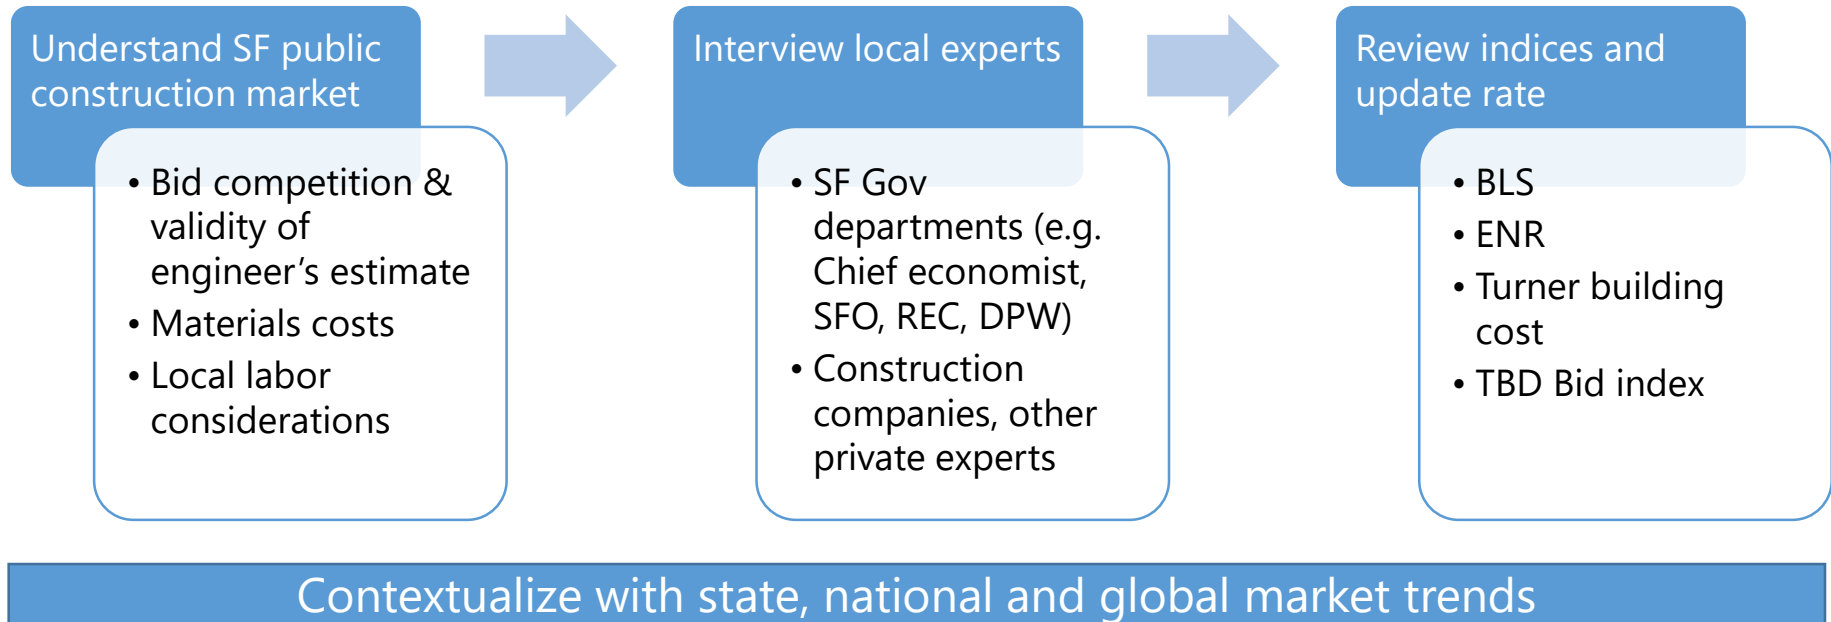 Understand SF public
construction market
• Bid competition &
validity of
engineer’s estimate
• Materials costs
• Local labor
considerations
Interview local experts
• SF Gov
departments (e.g.
Chief economist,
SFO, REC, DPW)
• Construction
companies, other
private experts
Review indices and
update rate
• BLS
• ENR
• Turner building
cost
• TBD Bid index
Contextualize with state, national and global market trends